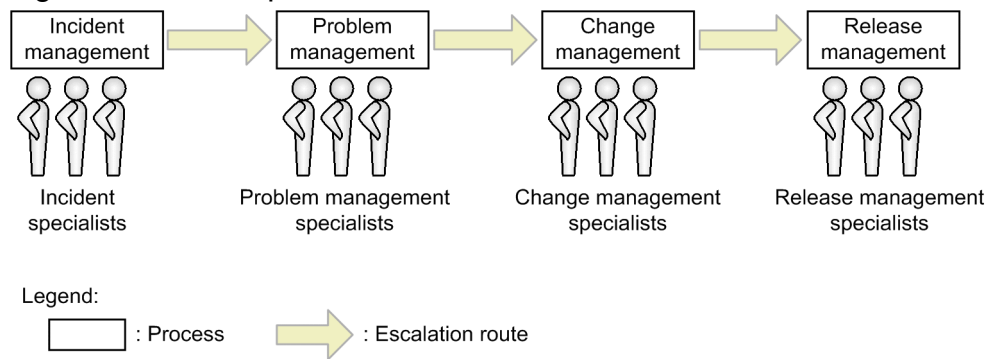 Incident
management
Problem
management
Change
management
Release
management
Incident
specialists
Problem management
specialists
Change management
specialists
Release management
specialists
Legend:
: Process
: Escalation route